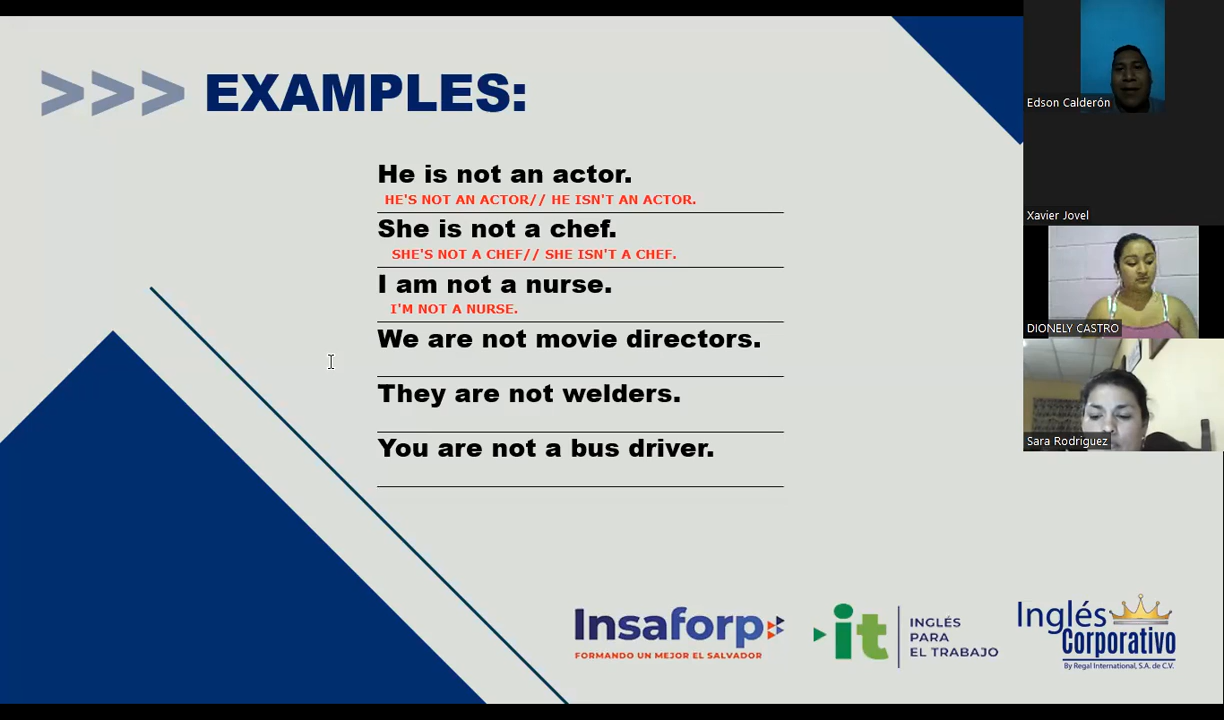 >>> EXAMPLES:
He is not an actor.
HE'S NOT AN ACTOR// HE ISN'T AN ACTOR.
She is not a chef.
SHE'S NOT A CHEF// SHE ISN'T A CHEF.
I am not a nurse.
I'M NOT A NURSE.
We are not movie directors.
They are not welders.
You are not a bus driver.
Edson Calderón
Xavier Jovel
DIONELY CASTRO
Sara Rodriguez
Insaforp
FORMANDO UN MEJOR EL SALVADOR
it
INGLÉS
PARA
EL TRABAJO
Inglés
Corporativo
By Regal International, S.A. de C.V.